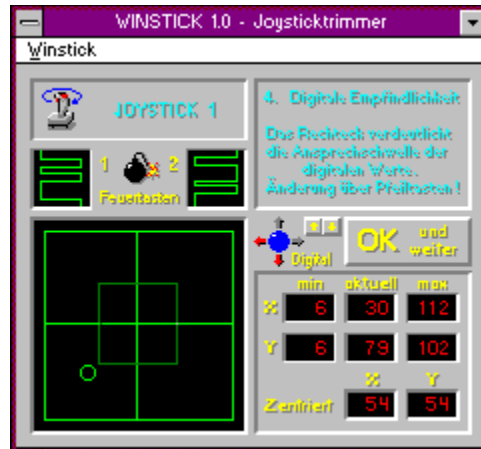 WINSTICK 1.0 - Joysticktrimmer
Winstick
JOYSTICK 1
4. Digitale Empfindlichkeit
Das Rechteck verdeutlicht
die Ansprechschwelle der
digitalen Werte.
Änderung über Pfeiltasten !
1 2
Feuertasten
Digital
OK und
weiter
min aktuell max
X 6 30 112
Y 6 79 102
X Y
Zentriert 54 54